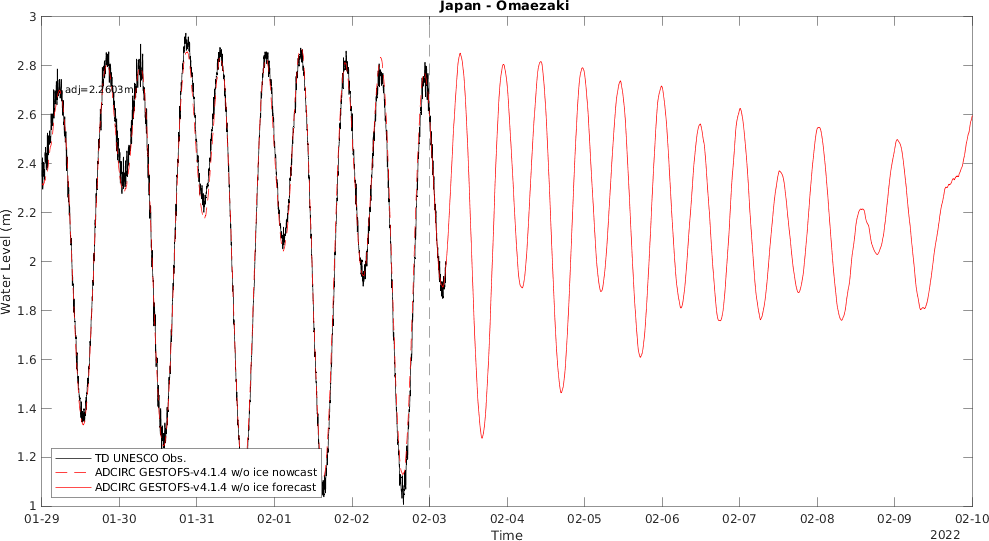 Japan - Omaezaki
3
2.8
2.6
2.4
2.2
2
1.8
1.6
1.4
1.2
1
Water Level (m)
adj=2.2603m
TD UNESCO Obs.
ADCIRC GESTOFS-v4.1.4 w/o ice nowcast
ADCIRC GESTOFS-v4.1.4 w/o ice forecast
01-29 01-30 01-31 02-01 02-02 02-03 02-04 02-05 02-06 02-07 02-08 02-09 02-10
Time
2022